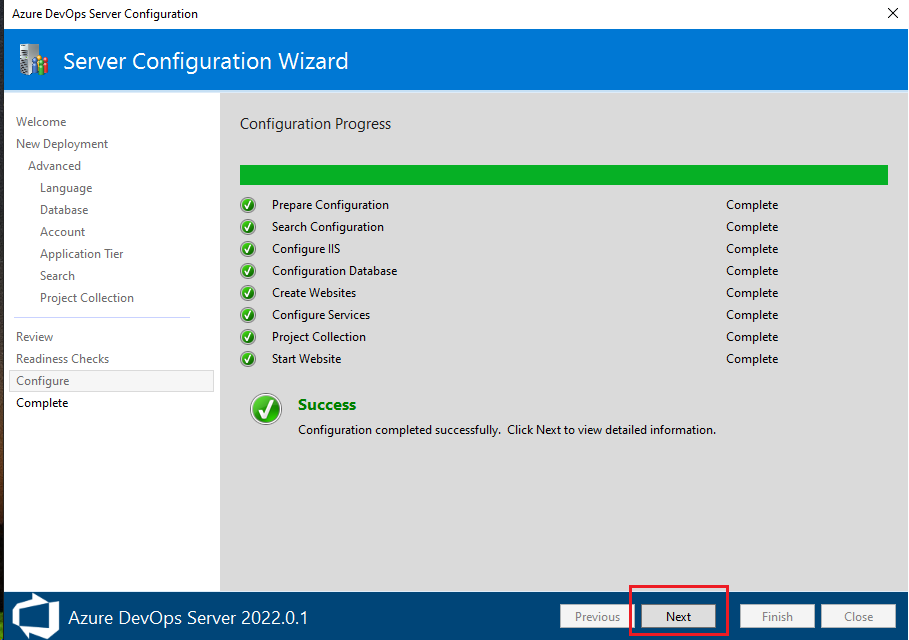 Azure DevOps Server Configuration
Server Configuration Wizard
Welcome
New Deployment
Advanced
Language
Database
Account
Application Tier
Search
Project Collection
Review
Readiness Checks
Configure
Complete
Configuration Progress
Prepare Configuration Complete
Search Configuration Complete
Configure IIS Complete
Configuration Database Complete
Create Websites Complete
Configure Services Complete
Project Collection Complete
Start Website Complete
Success
Configuration completed successfully. Click Next to view detailed information.
Azure DevOps Server 2022.0.1
Previous Next Finish Close